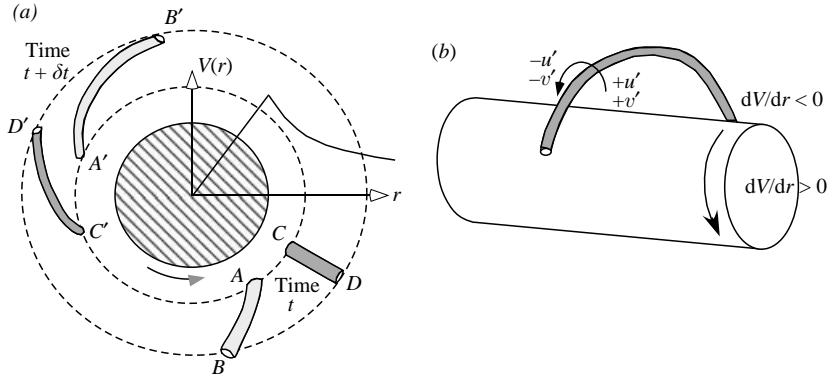 (a)
B′
Time
t + δt
V(r)
D′
A′
r
C′
C
A
Time
t
D
B
(b)
−u′
−v′
+u′
+v′
dV/dr < 0
dV/dr > 0